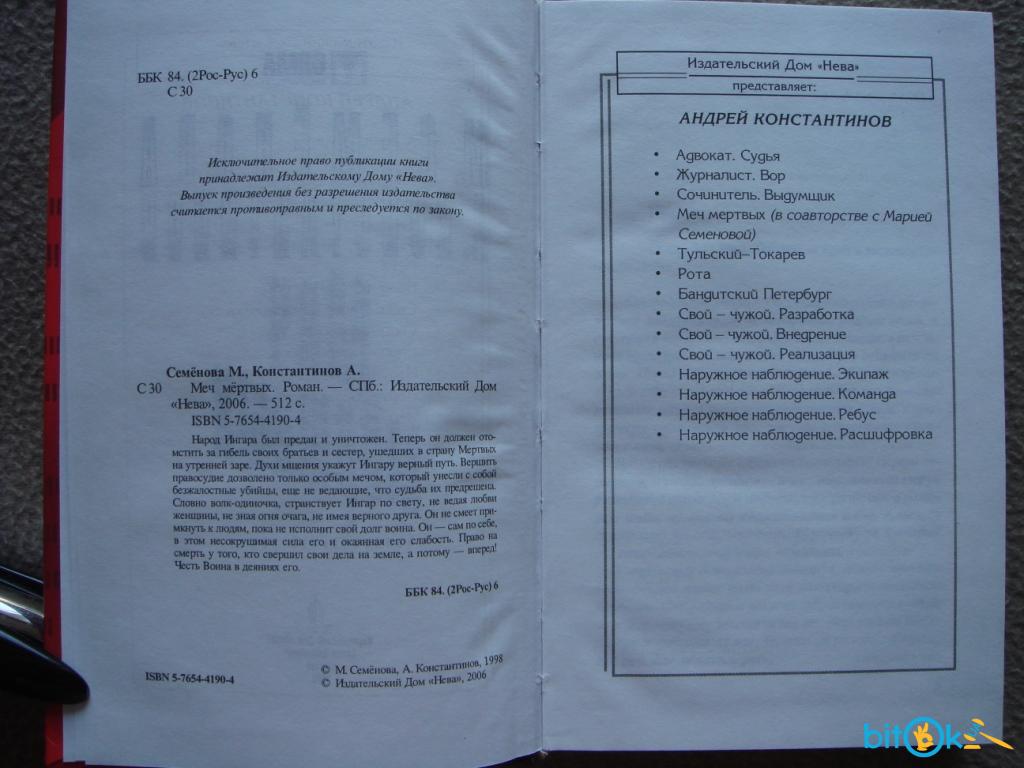 ББК 84. (2Рос-Рус) 6
С 30
Исключительное право публикации книги
принадлежит Издательскому Дому «Нева».
Выпуск произведения без разрешения издательства
считается противоправным и преследуется по закону.
Семёнова М., Константинов А.
С 30 Меч мёртвых. Роман. — СПб.: Издательский Дом
«Нева», 2006. — 512 с.
ISBN 5-7654-4190-4
Народ Ингара был предан и уничтожен. Теперь он должен ото-
мстить за гибель своих братьев и сестер, ушедших в страну Мертвых
на утренней заре. Духи мщения укажут Ингару верный путь. Вершить
правосудие дозволено только особым мечом, который унесли с собой
безжалостные убийцы, еще не ведающие, что судьба их предрешена.
Словно волк-одиночка, странствует Ингар по свету, не ведая любви
женщины, не зная огня очага, не имея верного друга. Он не смеет при-
мкнуть к людям, пока не исполнит свой долг воина. Он — сам по себе,
в этом несокрушимая сила его и окаянная его слабость. Право на
смерть у того, кто свершил свои дела на земле, а потому — вперед!
Честь Воина в деяниях его.
ББК 84. (2Рос-Рус) 6
ISBN 5-7654-4190-4
© М. Семёнова, А. Константинов, 1998
© Издательский Дом «Нева», 2006
Издательский Дом «Нева»
представляет:
АНДРЕЙ КОНСТАНТИНОВ
• Адвокат. Судья
• Журналист. Вор
• Сочинитель. Выдумщик
• Меч мертвых (в соавторстве с Марией
Семеновой)
• Тульский–Токарев
• Рота
• Бандитский Петербург
• Свой – чужой. Разработка
• Свой – чужой. Внедрение
• Свой – чужой. Реализация
• Наружное наблюдение. Экипаж
• Наружное наблюдение. Команда
• Наружное наблюдение. Ребус
• Наружное наблюдение. Расшифровка